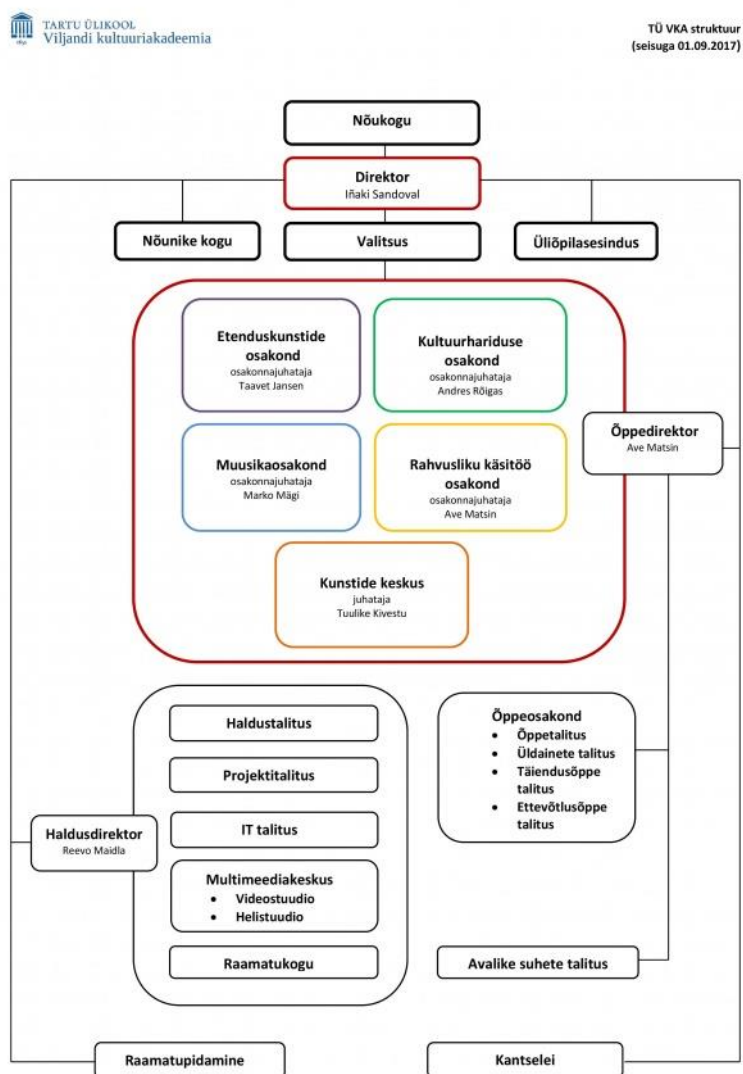 TARTU ÜLIKOOL
Viljandi kultuuriakadeemia
TÜ VKA struktuur
(seisuga 01.09.2017)
Nõukogu
Direktor
Iñaki Sandoval
Nõunike kogu
Valitsus
Üliõpilasesindus
Etenduskunstide
osakond
osakonnajuhataja
Taavet Jansen
Kultuurhariduse
osakond
osakonnajuhataja
Andres Rõigas
Õppedirektor
Ave Matsin
Muusikaosakond
osakonnajuhataja
Marko Mägi
Rahvusliku käsitöö
osakond
osakonnajuhataja
Ave Matsin
Kunstide keskus
juhataja
Tuulike Kivestu
Haldustalitus
Projektitalitus
IT talitus
Haldusdirektor
Reevo Maidla
Multimeediakeskus
• Videostuudio
• Helistuudio
Raamatukogu
Õppeosakond
• Õppetalitus
• Üldainete talitus
• Täiendusõppe
talitus
• Ettevõtlusõppe
talitus
Avalike suhete talitus
Raamatupidamine
Kantselei